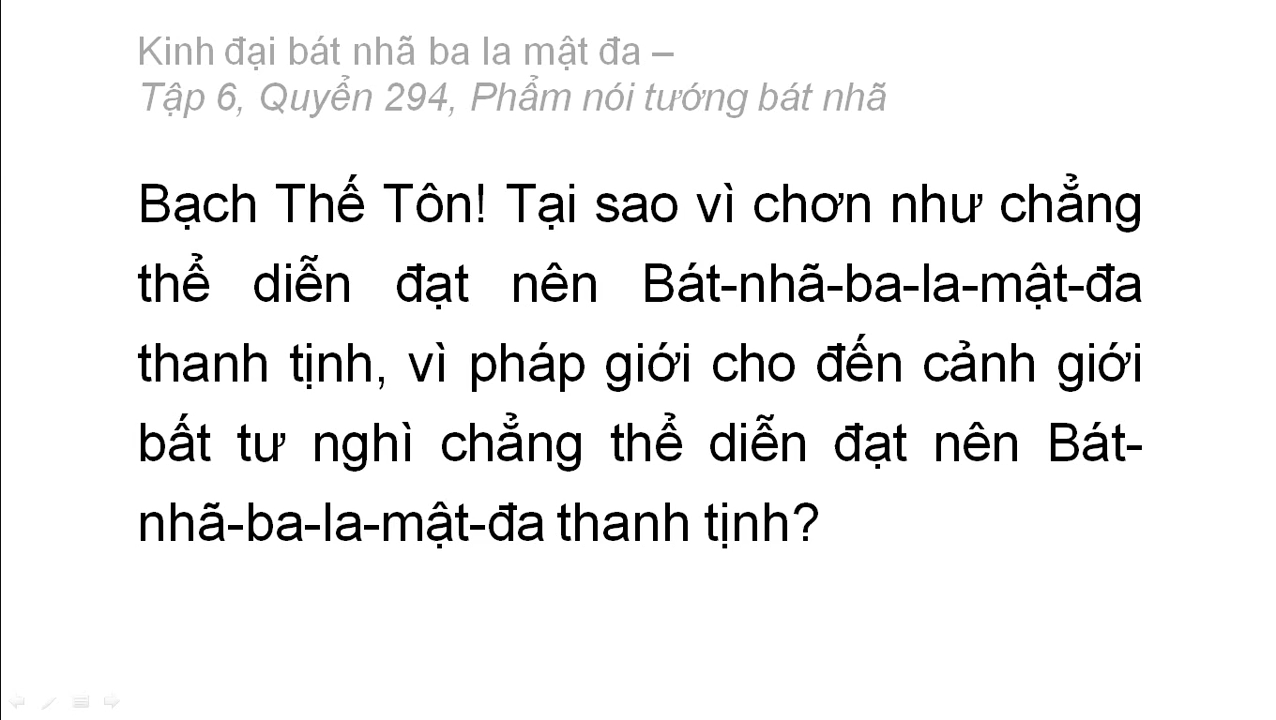 Kinh đại bát nhã ba la mật đa –
Tập 6, Quyển 294, Phẩm nói tướng bát nhã
Bạch Thế Tôn! Tại sao vì chơn như chẳng
thể diễn đạt nên Bát-nhã-ba-la-mật-đa
thanh tịnh, vì pháp giới cho đến cảnh giới
bất tư nghì chẳng thể diễn đạt nên Bát-
nhã-ba-la-mật-đa thanh tịnh?